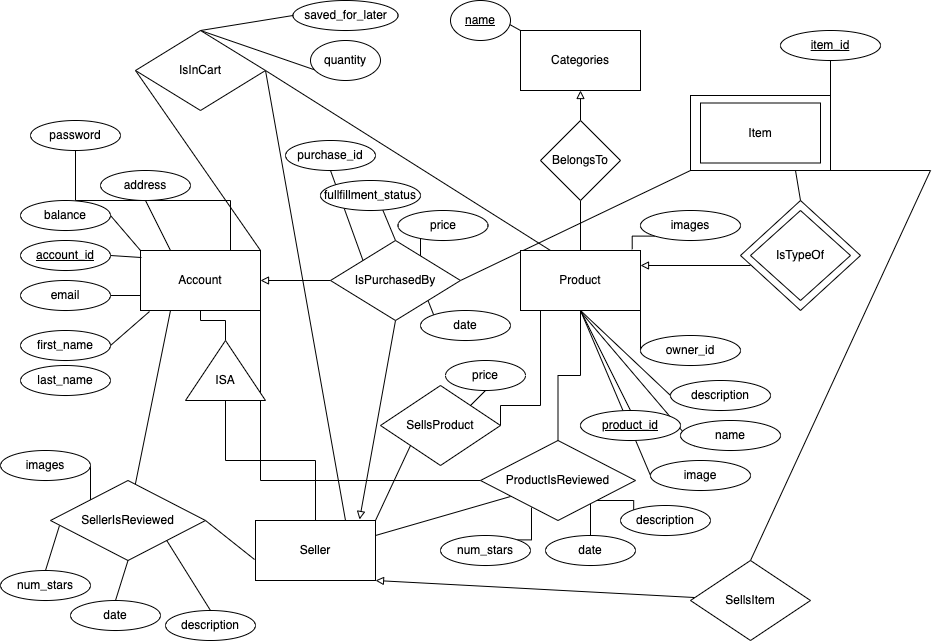 saved_for_later
name
item_id
IsInCart
quantity
Categories
Item
password
purchase_id
BelongsTo
address
fullfillment_status
balance
price
images
account_id
IsTypeOf
Account
IsPurchasedBy
Product
email
date
first_name
owner_id
last_name
ISA
price
description
SellsProduct
product_id
name
images
ProductIsReviewed
image
SellerIsReviewed
description
Seller
num_stars
date
num_stars
SellsItem
date
description